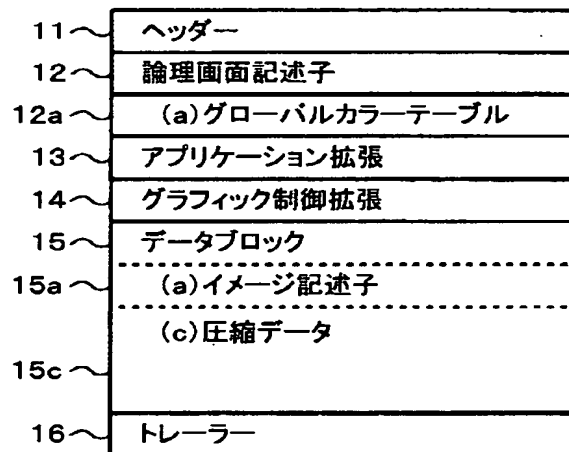 11 ヘッダー
12 論理画面記述子
12a (a)グローバルカラーテーブル
13 アプリケーション拡張
14 グラフィック制御拡張
15 データブロック
15a (a)イメージ記述子
(c)圧縮データ
15c
16 トレーラー